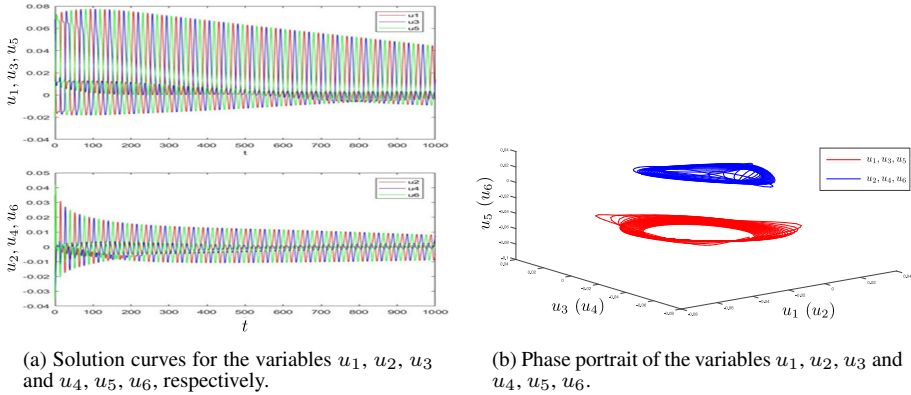 0.08
0.06
0.04
0.02
0
-0.02
-0.04
u1
u3
u5
0 100 200 300 400 500 600 700 800 900 1000
t
u₁, u₃, u₅
0.05
0.04
0.03
0.02
0.01
0
-0.01
-0.02
-0.03
0.04
u2
u4
u6
0 100 200 300 400 500 600 700 800 900 1000
t
u₂, u₄, u₆
(a) Solution curves for the variables u₁, u₂, u₃
and u₄, u₅, u₆, respectively.
u₁, u₃, u₅
u₂, u₄, u₆
u₅ (u₆)
u₃ (u₄)
u₁ (u₂)
(b) Phase portrait of the variables u₁, u₂, u₃ and
u₄, u₅, u₆.